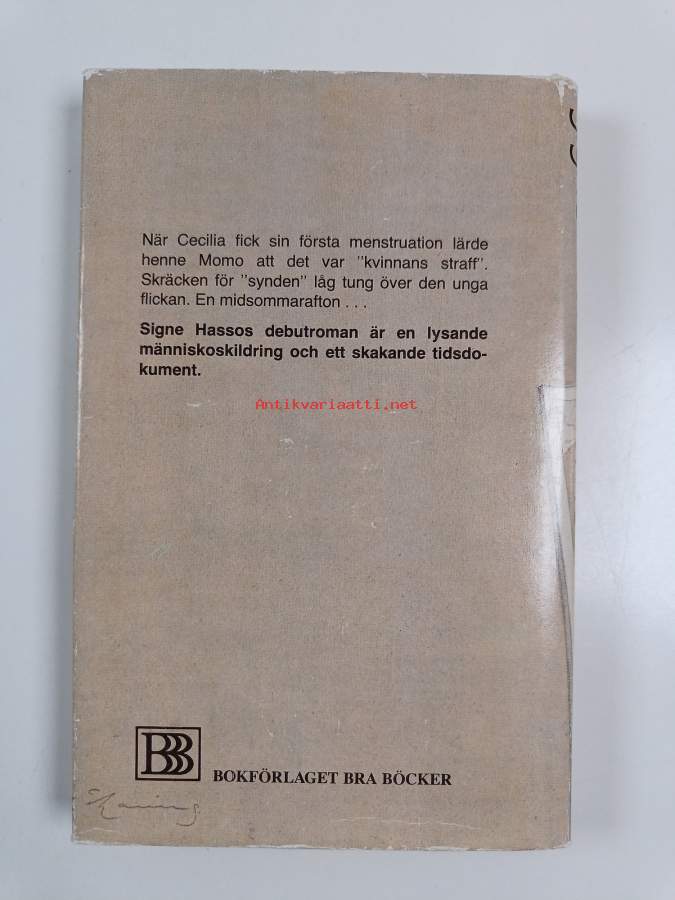 När Cecilia fick sin första menstruation lärde
henne Momo att det var "kvinnans straff".
Skräcken för "synden" låg tung över den unga
flickan. En midsommarafton . . .
Signe Hassos debutroman är en lysande
människoskildring och ett skakande tidsdo-
kument.
Antikvariaatti.net
BBB
BOKFÖRLAGET BRA BÖCKER